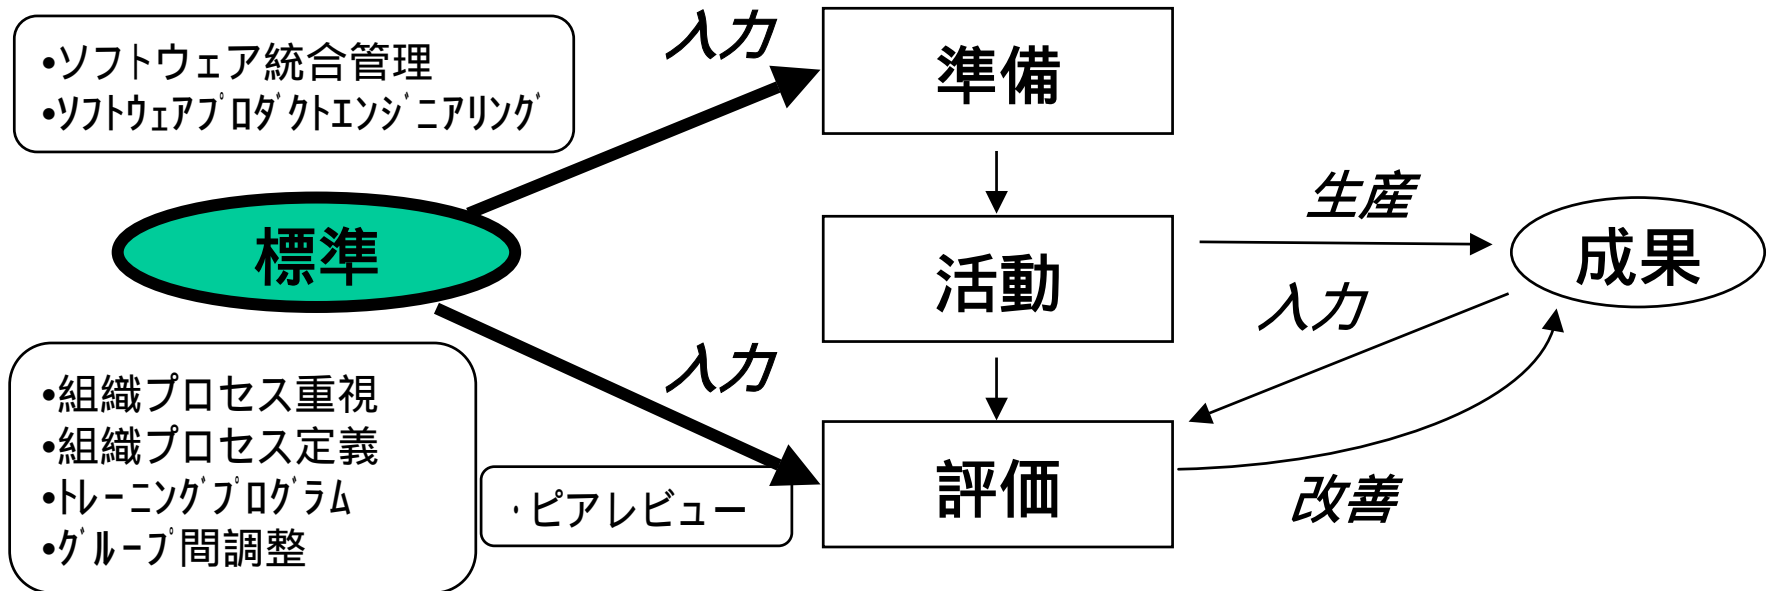 •ソフトウェア統合管理
•ｿﾌﾄｳｪｱﾌﾟﾛﾀﾞｸﾄｴﾝｼﾞﾆｱﾘﾝｸﾞ
入力
準備
標準
活動
生産
成果
入力
入力
•組織プロセス重視
•組織プロセス定義
•ﾄﾚｰﾆﾝｸﾞﾌﾟﾛｸﾞﾗﾑ
•ｸﾞﾙｰﾌﾟ間調整
・ピアレビュー
評価
改善